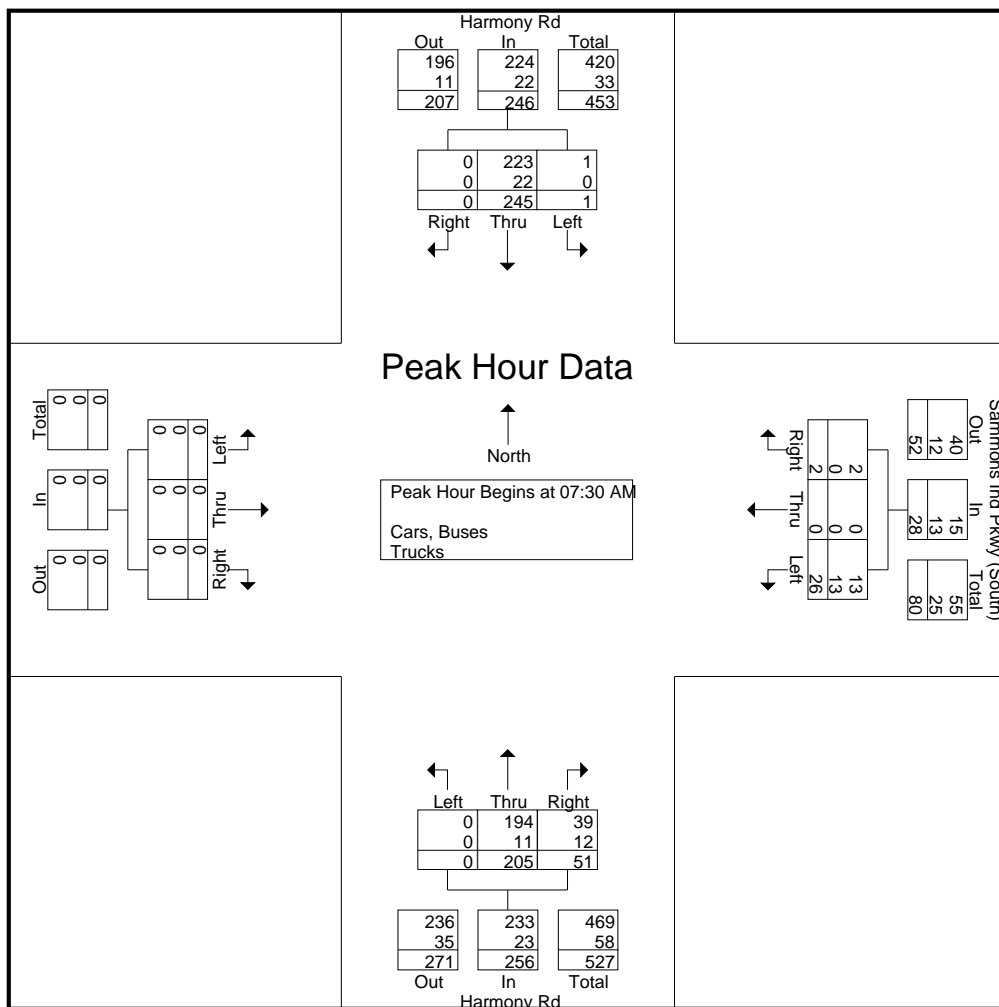 Harmony Rd
Out In Total
196 224 420
11 22 33
207 246 453
0 223 1
0 22 0
0 245 1
Right Thru Left
Peak Hour Data
North
Peak Hour Begins at 07:30 AM
Cars, Buses
Trucks
Total
0
0
0
In
0
0
0
Out
0
0
0
Left
0
0
0
Thru
0
0
0
Right
0
0
0
Right
2
0
2
Thru
0
0
0
Left
13
13
26
Sammons Ind Pkwy (South)
Out
40
12
52
In
15
13
28
Total
55
25
80
Left Thru Right
0 194 39
0 11 12
0 205 51
236 233 469
35 23 58
271 256 527
Out In Total
Harmony Rd